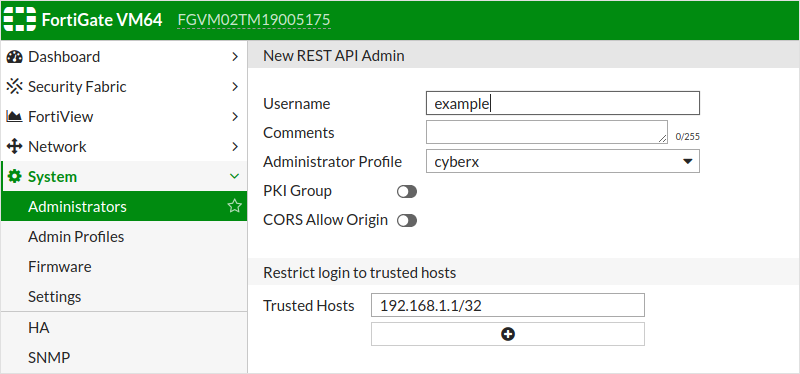 FortiGate VM64 FGVM02TM19005175
Dashboard
Security Fabric
FortiView
Network
System
Administrators
Admin Profiles
Firmware
Settings
HA
SNMP
New REST API Admin
Username example
Comments 0/255
Administrator Profile cyberx
PKI Group
CORS Allow Origin
Restrict login to trusted hosts
Trusted Hosts 192.168.1.1/32